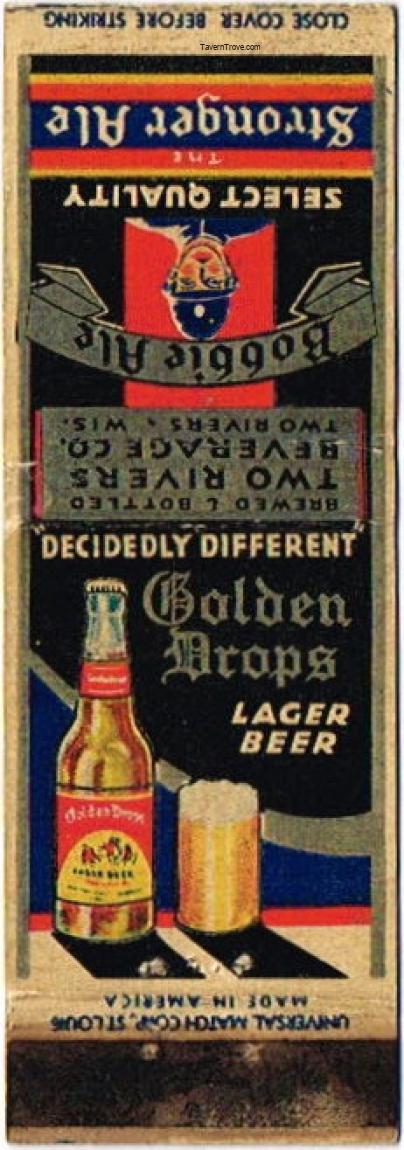 CLOSE COVER BEFORE STRIKING
TavernTrove.com
THE
Stronger Ale
SELECT QUALITY
Bobbie Ale
BREWED & BOTTLED
TWO RIVERS
BEVERAGE CO.
TWO RIVERS, WIS.
"DECIDEDLY DIFFERENT"
Golden
Drops
LAGER
BEER
Golden Drops
LAGER BEER
MADE IN AMERICA
UNIVERSAL MATCH CORP., ST. LOUIS